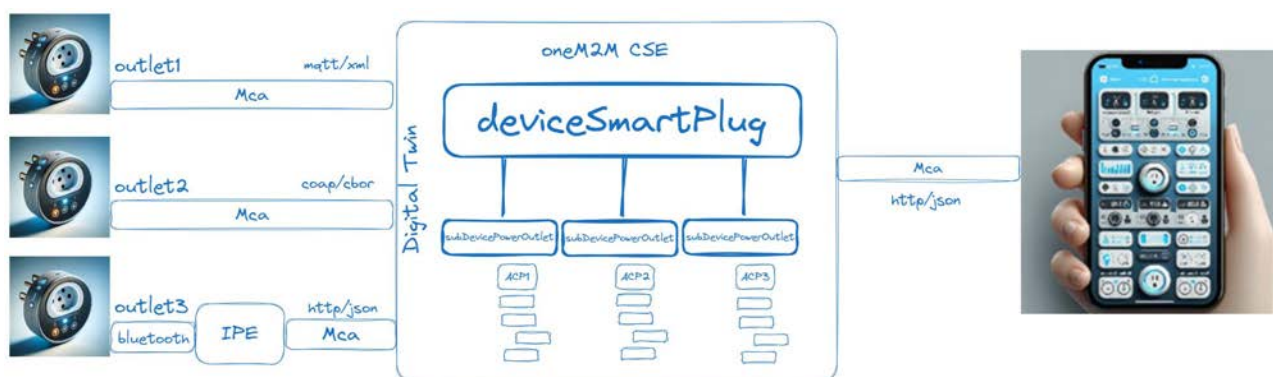 oneM2M CSE
outlet1
mqtt/xml
Mca
deviceSmartPlug
Digital Twin
outlet2
coap/cbor
Mca
Mca
http/json
subDevicePowerOutlet
subDevicePowerOutlet
subDevicePowerOutlet
ACP1
ACP2
ACP3
outlet3
http/json
bluetooth
IPE
Mca